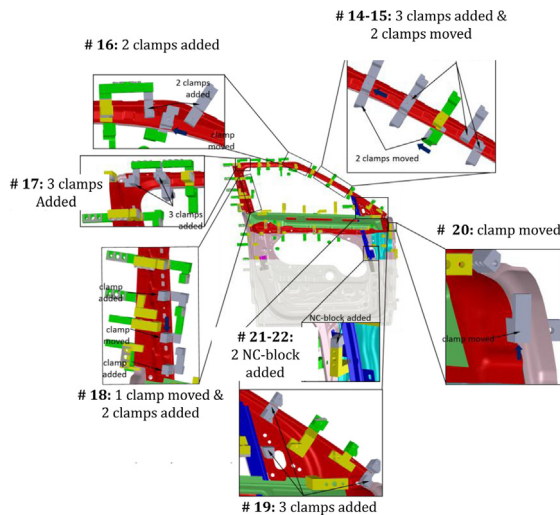 # 14-15: 3 clamps added &
2 clamps moved
# 16: 2 clamps added
2 clamps
added
clamp
moved
2 clamps moved
# 17: 3 clamps
Added
3 clamps
added
# 20: clamp moved
clamp moved
clamp
added
clamp
moved
clamp
added
# 18: 1 clamp moved &
2 clamps added
NC-block added
# 21-22:
2 NC-block
added
# 19: 3 clamps added